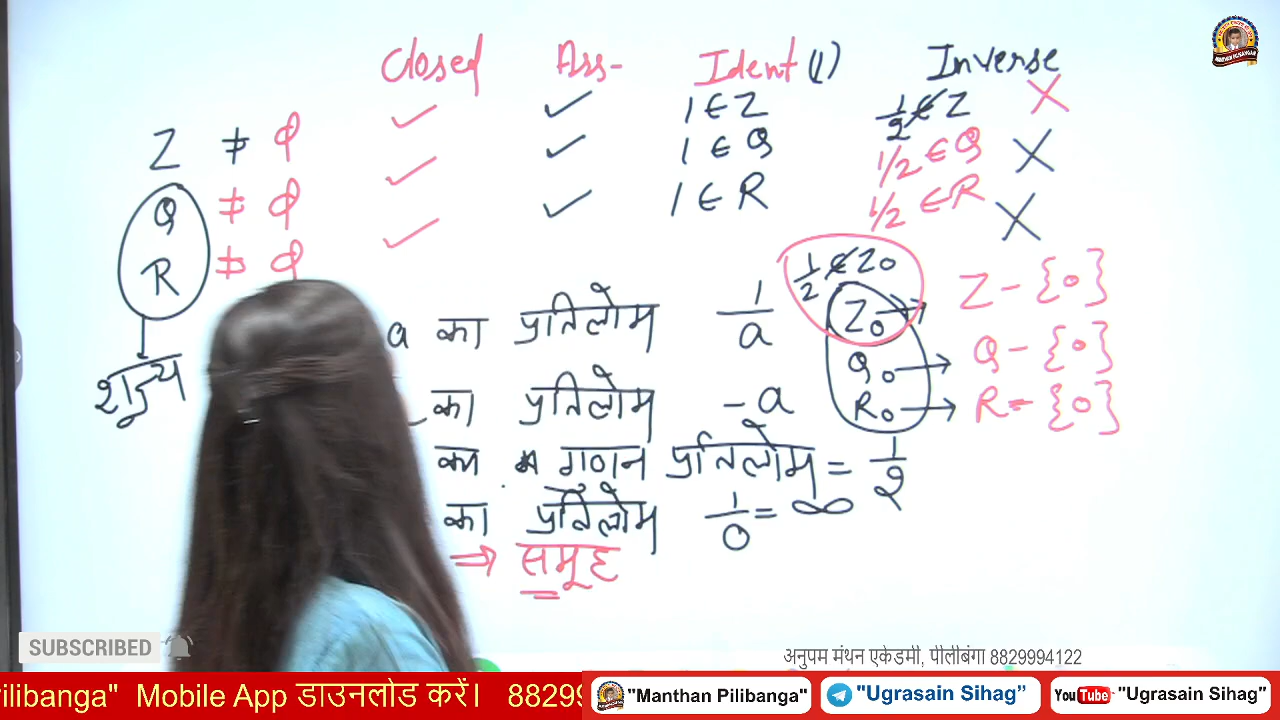 Closed Ass- Ident (1) Inverse
Z ≠ φ ✓ ✓ 1 ∈ Z 1/2 ∉ Z ✗
Q ≠ φ ✓ ✓ 1 ∈ Q 1/2 ∈ Q ✗
R ≠ φ ✓ ✓ 1 ∈ R 1/2 ∈ R ✗
शून्य
a का प्रतिलोम 1/a
का प्रतिलोम -a
का गुणन प्रतिलोम = 1/2
का प्रतिलोम 1/0 = ∞
⇒ समूह
1/2 ∉ Z0
Z0 → Z - {0}
Q0 → Q - {0}
R0 → R - {0}
SUBSCRIBED
अनुपम मंथन एकेडमी, पीलीबंगा 8829994122
Pilibanga" Mobile App डाउनलोड करें। 8829 "Manthan Pilibanga" "Ugrasain Sihag" YouTube -"Ugrasain Sihag"